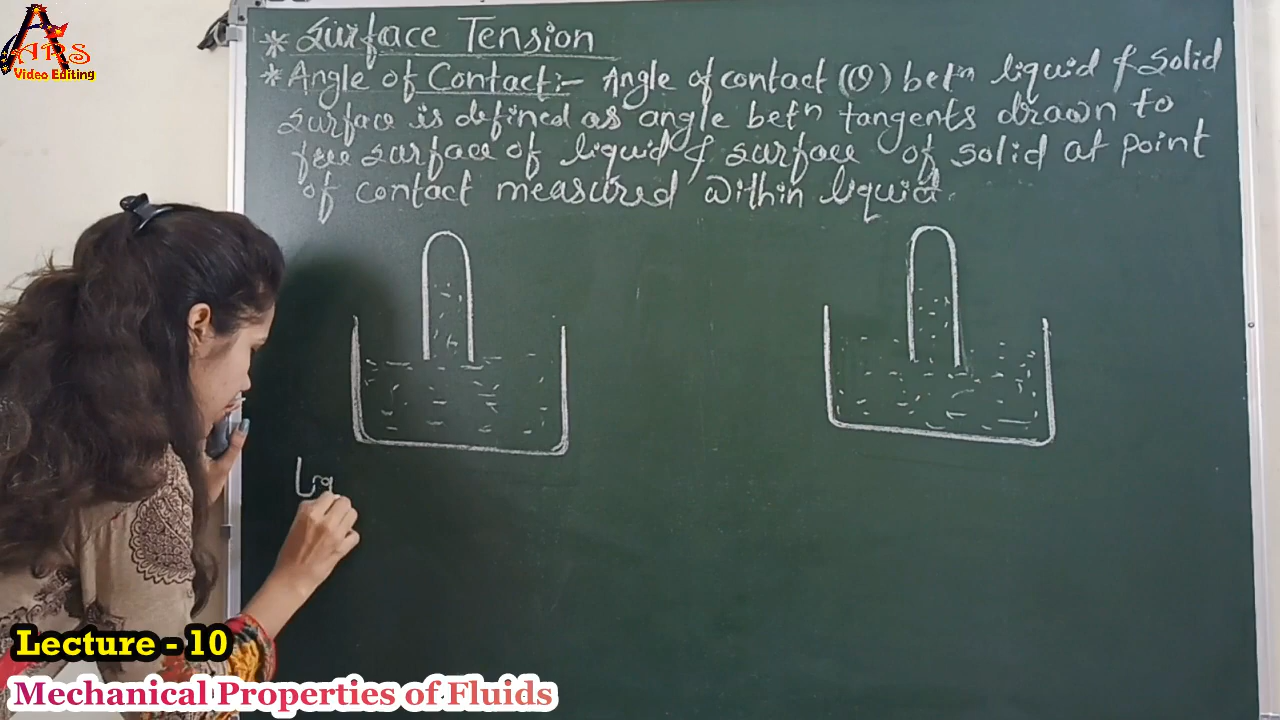 ARS
Video Editing
* Surface Tension
* Angle of Contact:- Angle of contact (θ) betⁿ liquid & solid
surface is defined as angle betⁿ tangents drawn to
free surface of liquid & surface of solid at point
of contact measured within liquid.
Lecture - 10
Mechanical Properties of Fluids